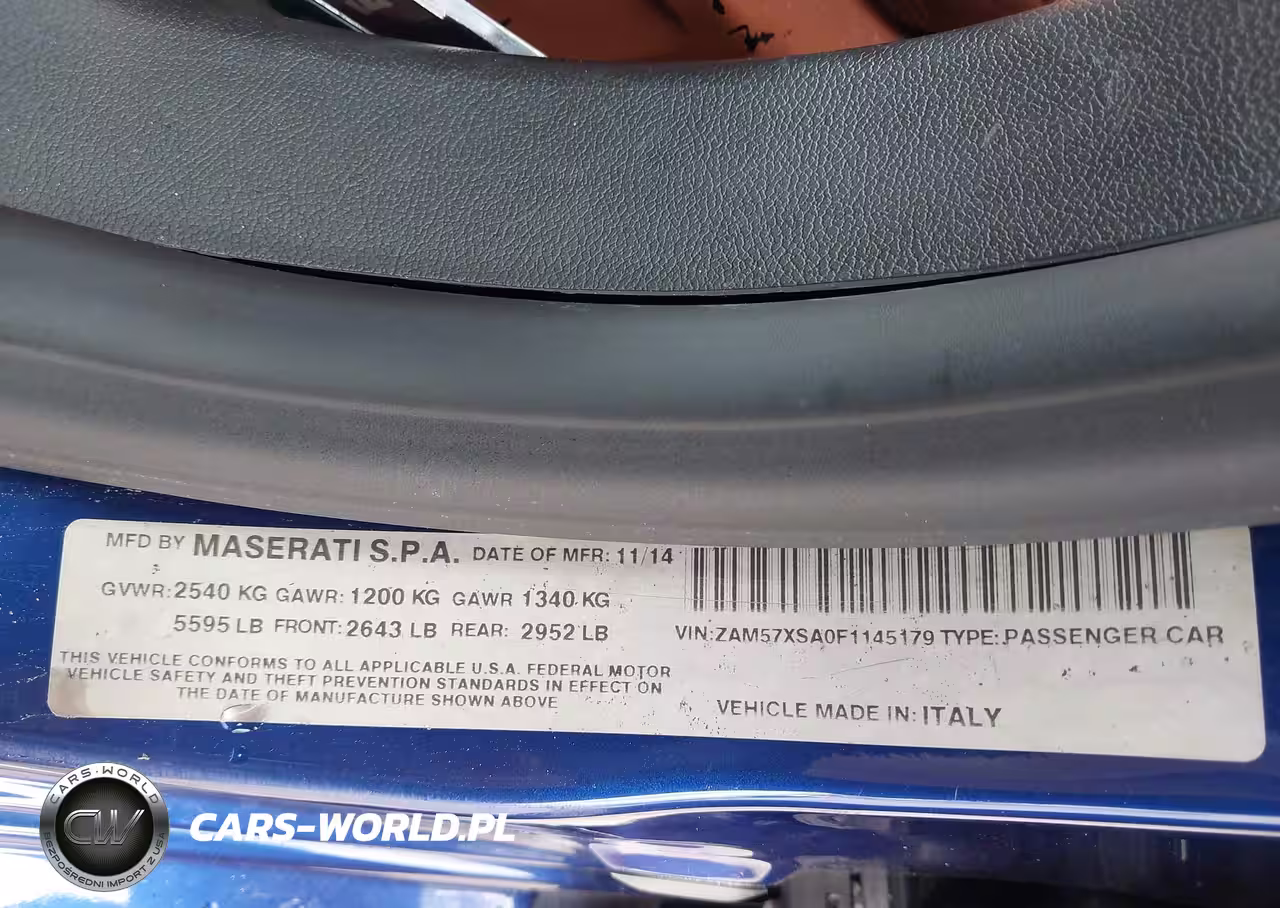 MFD BY MASERATI S.P.A. DATE OF MFR: 11/14
GVWR: 2540 KG GAWR: 1200 KG GAWR 1340 KG
5595 LB FRONT: 2643 LB REAR: 2952 LB
VIN:ZAM57XSA0F1145179 TYPE:PASSENGER CAR
THIS VEHICLE CONFORMS TO ALL APPLICABLE U.S.A. FEDERAL MOTOR
VEHICLE SAFETY AND THEFT PREVENTION STANDARDS IN EFFECT ON
THE DATE OF MANUFACTURE SHOWN ABOVE
VEHICLE MADE IN: ITALY
CARS-WORLD
CW
BEZPOŚREDNI IMPORT Z USA
CARS-WORLD.PL